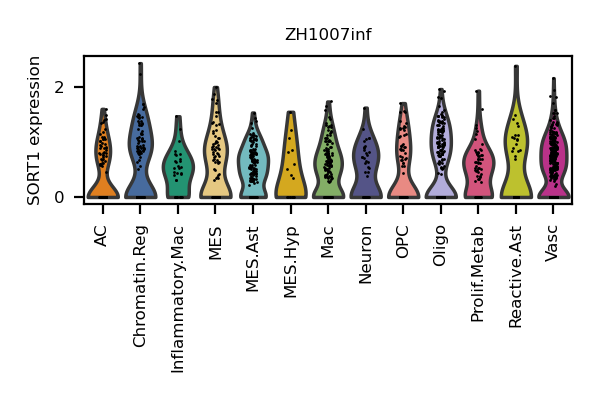 ZH1007inf
SORT1 expression
2
0
AC
Chromatin.Reg
Inflammatory.Mac
MES
MES.Ast
MES.Hyp
Mac
Neuron
OPC
Oligo
Prolif.Metab
Reactive.Ast
Vasc